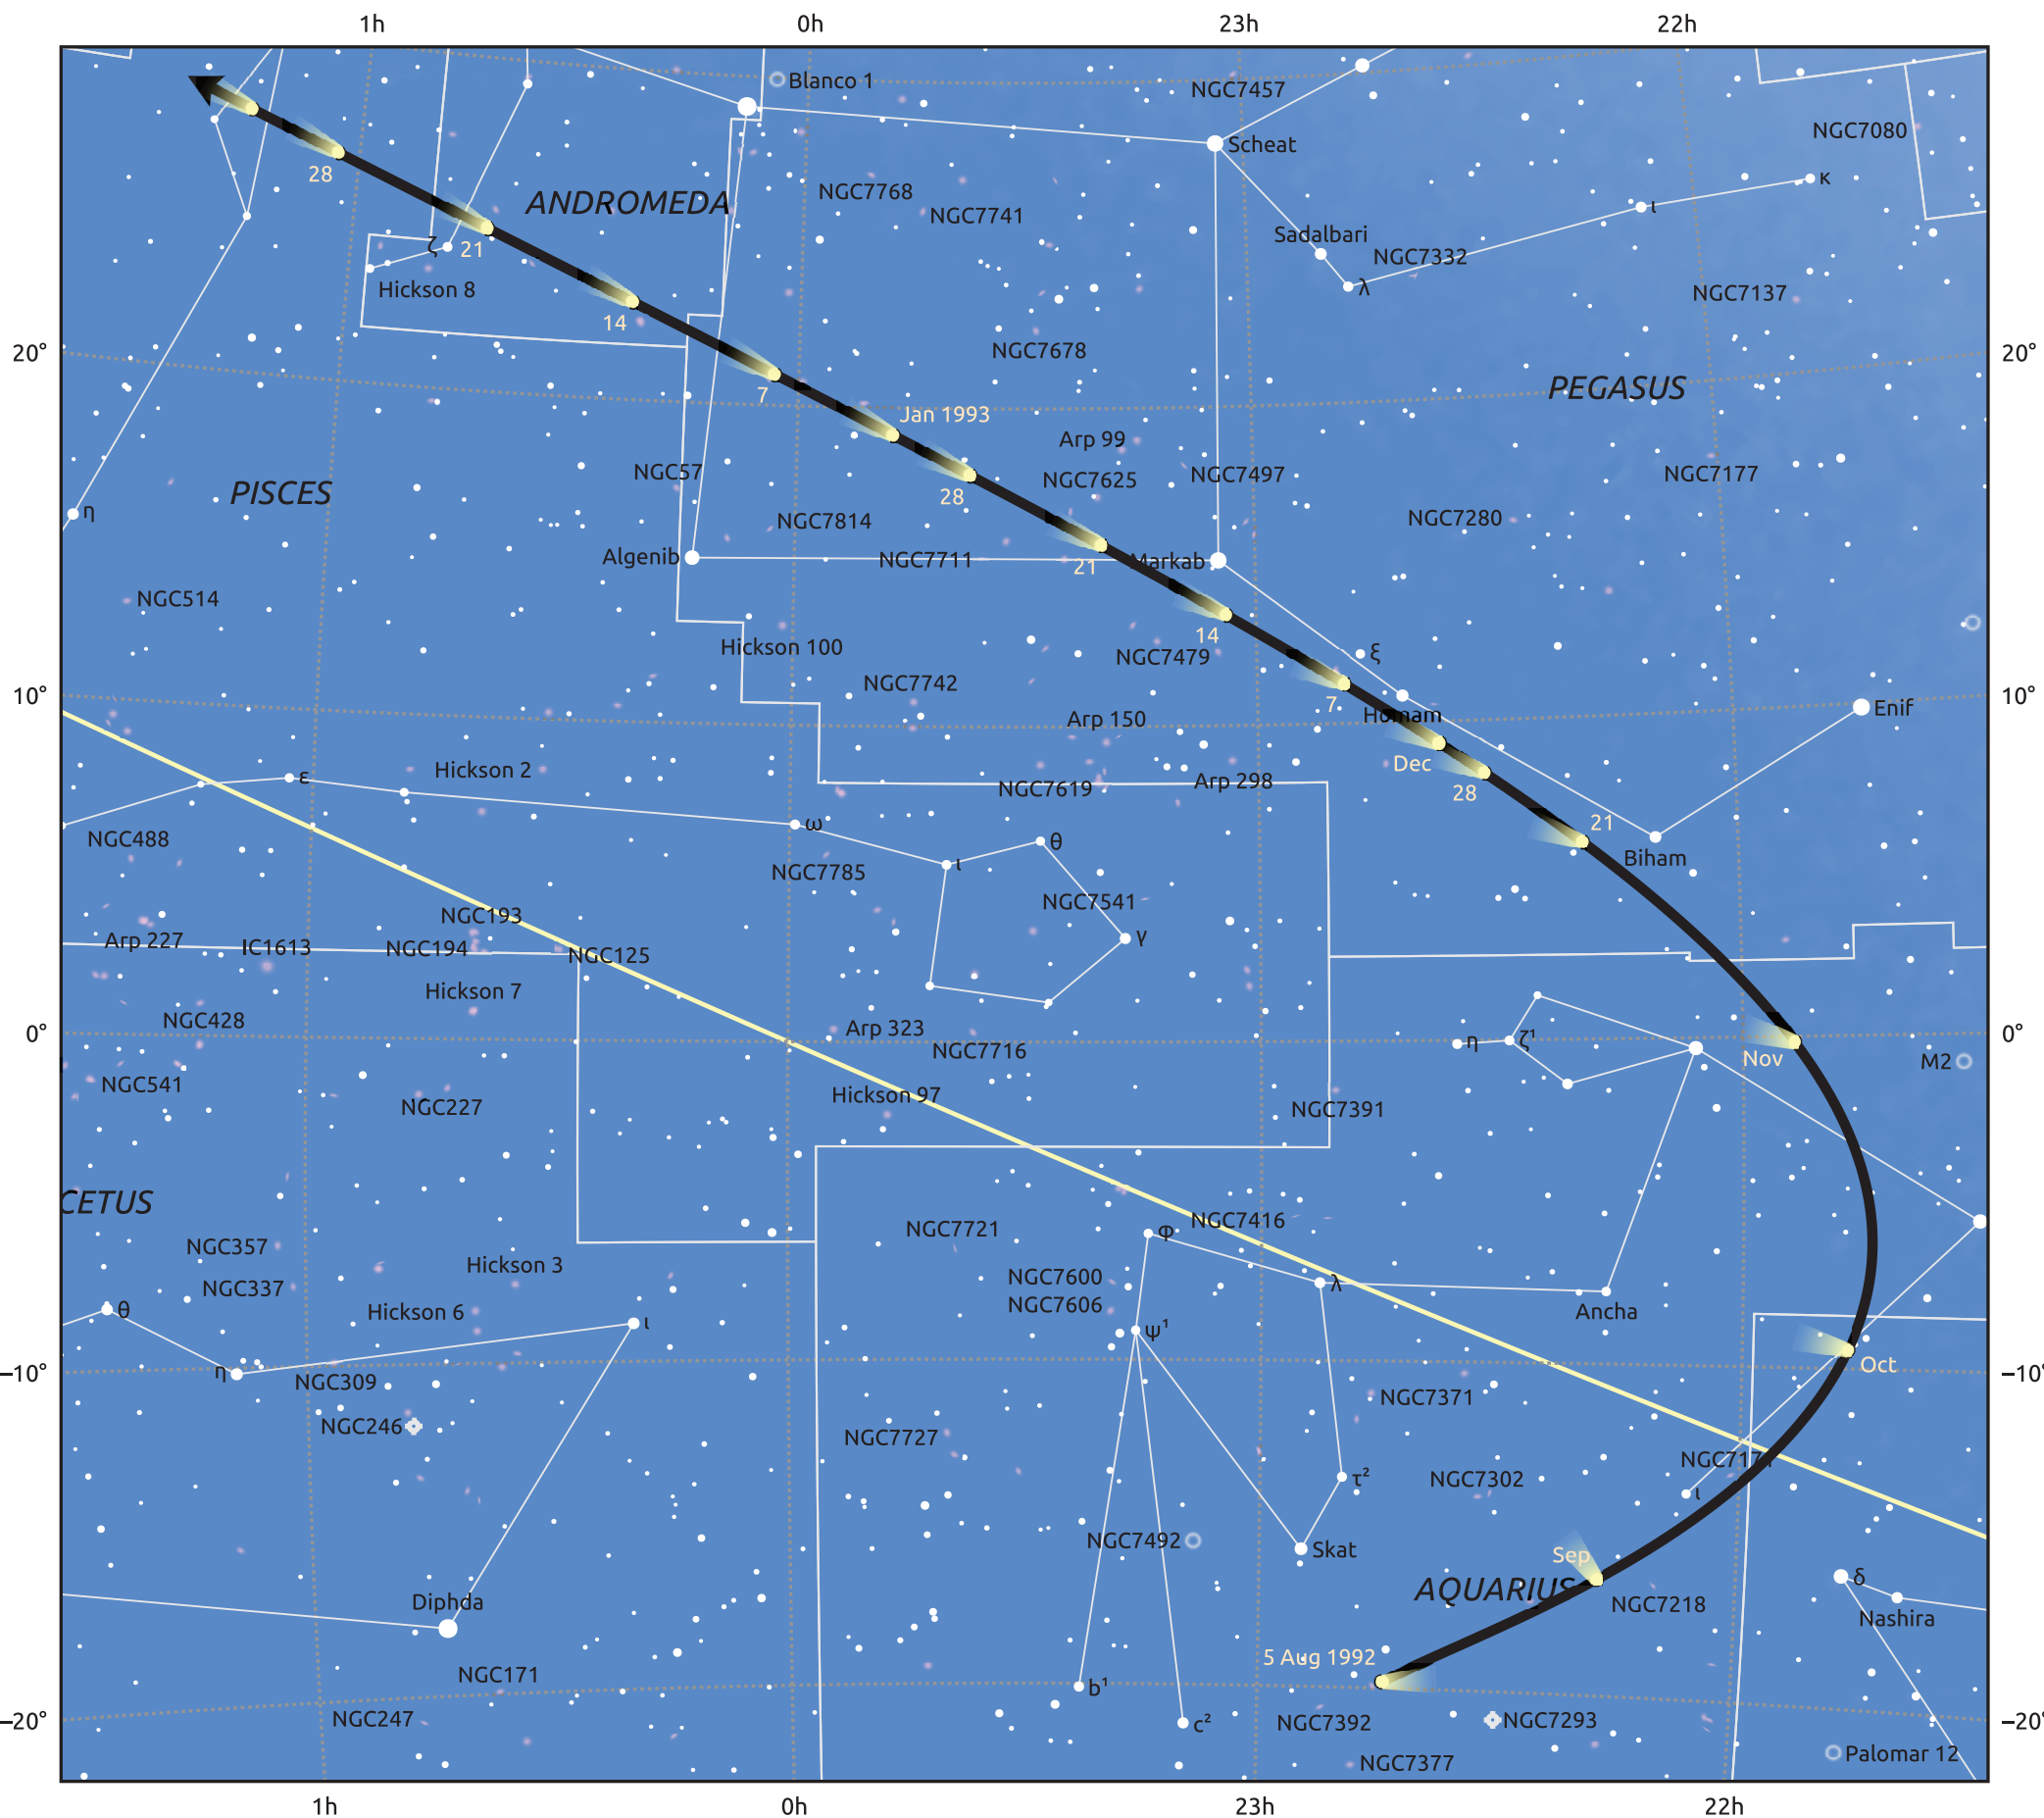 1h 0h 23h 22h
Blanco 1
NGC7457
NGC7080
Scheat
28
κ
NGC7768
ANDROMEDA
ι
NGC7741
Sadalbari
ζ 21
NGC7332
Hickson 8
λ
NGC7137
14
20° NGC7678 20°
7
PEGASUS
Jan 1993
Arp 99
NGC57
NGC7497
NGC7177
NGC7625
PISCES
28
η
NGC7814
NGC7280
Algenib
NGC7711
Markab
21
NGC514
14
Hickson 100
ξ
NGC7479
NGC7742
10° 10°
7
Enif
Homam
Arp 150
Dec
Hickson 2
ε
Arp 298
NGC7619
28
ω
21
NGC488
θ
Biham
ι
NGC7785
NGC7541
NGC193
γ
Arp 227
IC1613
NGC194
NGC125
Hickson 7
NGC428
Arp 323
0° 0°
η ζ¹
NGC7716
Nov
M2
NGC541
Hickson 97
NGC227
NGC7391
CETUS
NGC7416
NGC7721
φ
NGC357
Hickson 3
NGC7600
λ
NGC337
NGC7606
θ
Hickson 6
Ancha
ι
ψ¹
Oct
−10° −10°
η
NGC309
NGC7371
NGC246
NGC7727
NGC7171
τ²
NGC7302
ι
NGC7492
Skat
Sep
δ
AQUARIUS
Diphda
NGC7218
Nashira
5 Aug 1992
NGC171
b¹
−20° NGC247 c² NGC7392 NGC7293 −20°
Palomar 12
NGC7377
1h 0h 23h 22h